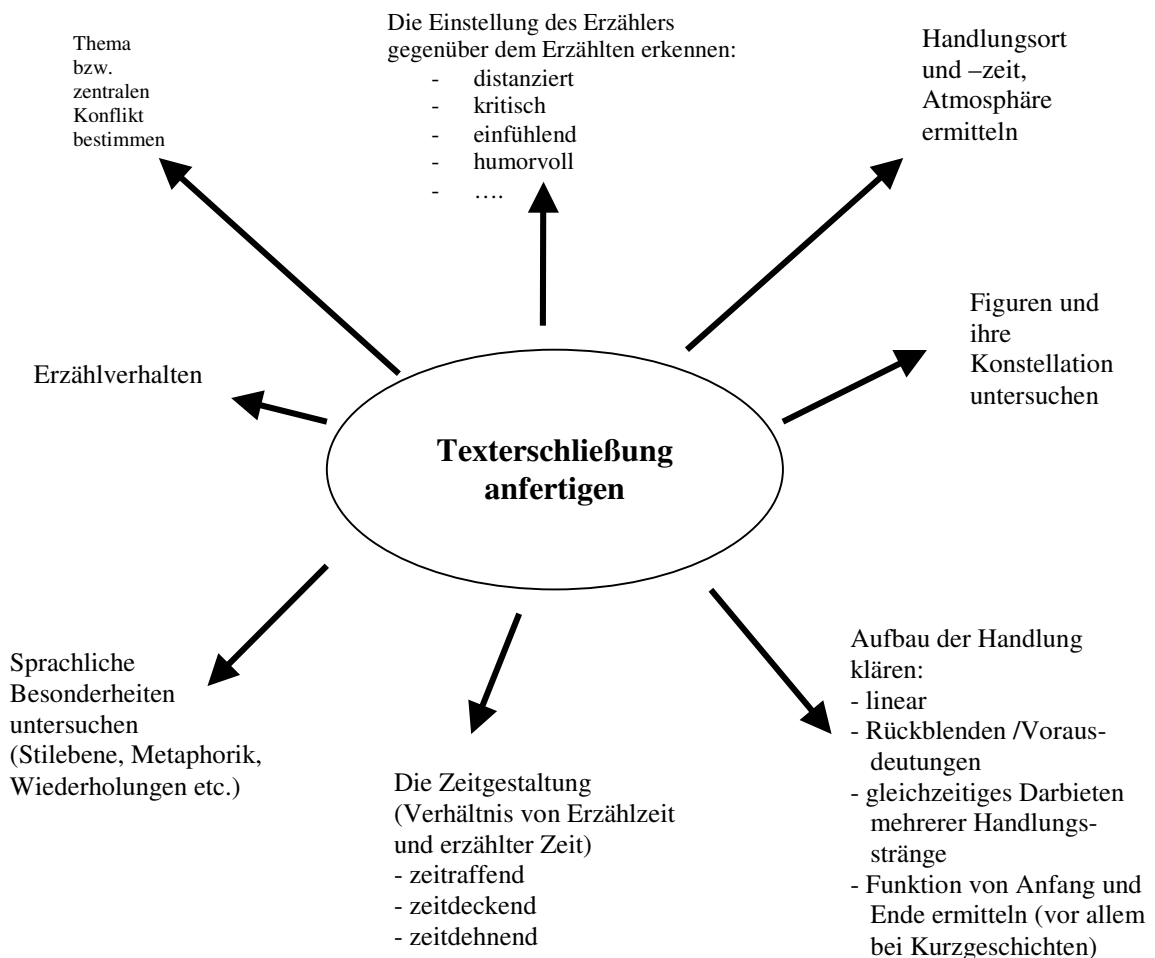 Thema
bzw.
zentralen
Konflikt
bestimmen
Die Einstellung des Erzählers
gegenüber dem Erzählten erkennen:
- distanziert
- kritisch
- einfühlend
- humorvoll
- ….
Handlungsort
und –zeit,
Atmosphäre
ermitteln
Figuren und
ihre
Konstellation
untersuchen
Erzählverhalten
Texterschließung
anfertigen
Sprachliche
Besonderheiten
untersuchen
(Stilebene, Metaphorik,
Wiederholungen etc.)
Die Zeitgestaltung
(Verhältnis von Erzählzeit
und erzählter Zeit)
- zeitraffend
- zeitdeckend
- zeitdehnend
Aufbau der Handlung
klären:
- linear
- Rückblenden /Voraus-
deutungen
- gleichzeitiges Darbieten
mehrerer Handlungs-
stränge
- Funktion von Anfang und
Ende ermitteln (vor allem
bei Kurzgeschichten)